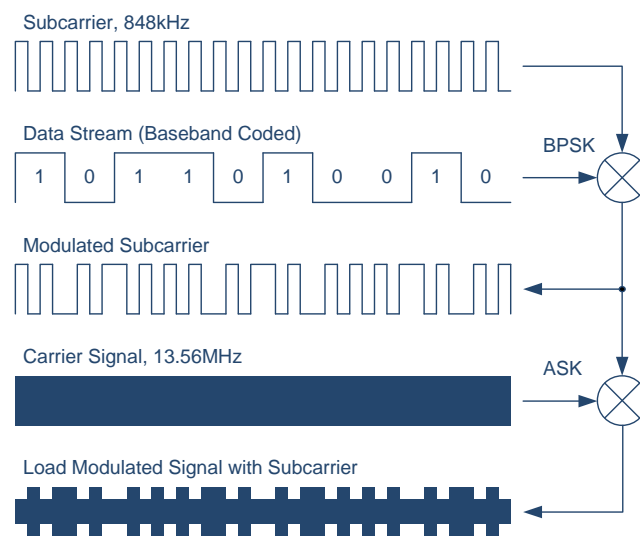 Subcarrier, 848kHz
Data Stream (Baseband Coded)
BPSK
1 0 1 1 0 1 0 0 1 0
Modulated Subcarrier
Carrier Signal, 13.56MHz
ASK
Load Modulated Signal with Subcarrier